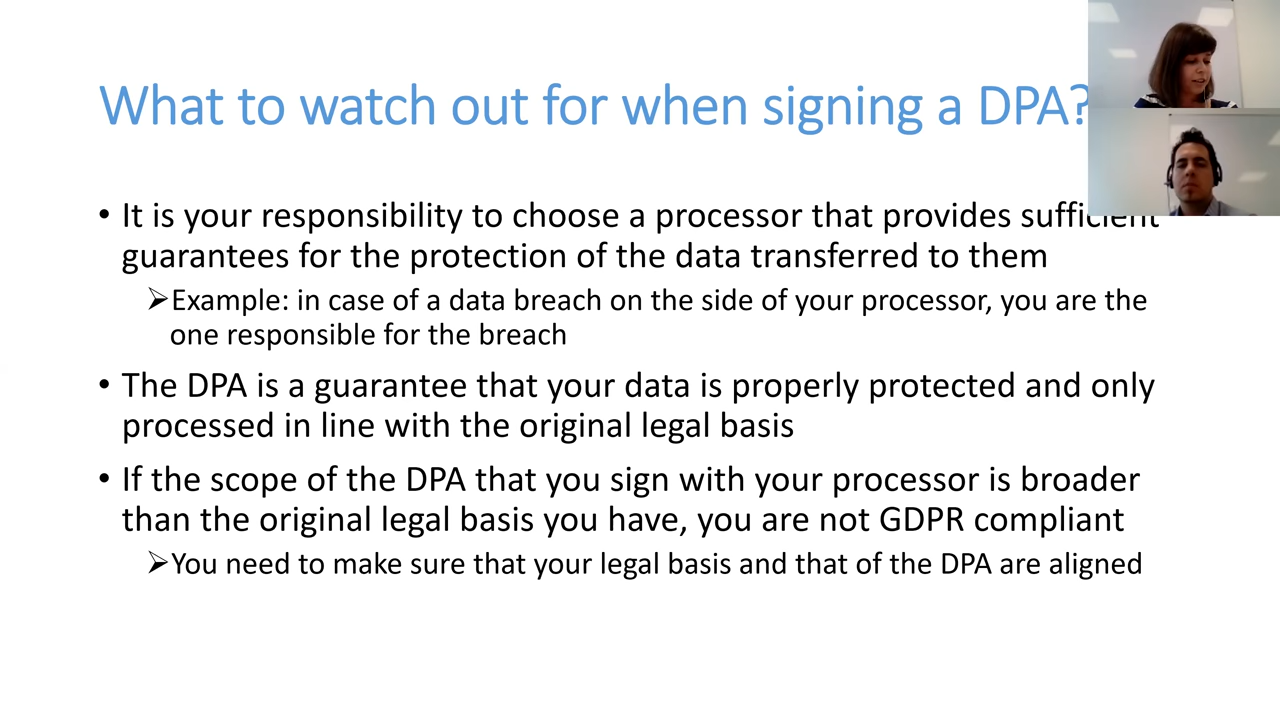 What to watch out for when signing a DPA?
• It is your responsibility to choose a processor that provides sufficient
guarantees for the protection of the data transferred to them
➢Example: in case of a data breach on the side of your processor, you are the
one responsible for the breach
• The DPA is a guarantee that your data is properly protected and only
processed in line with the original legal basis
• If the scope of the DPA that you sign with your processor is broader
than the original legal basis you have, you are not GDPR compliant
➢You need to make sure that your legal basis and that of the DPA are aligned